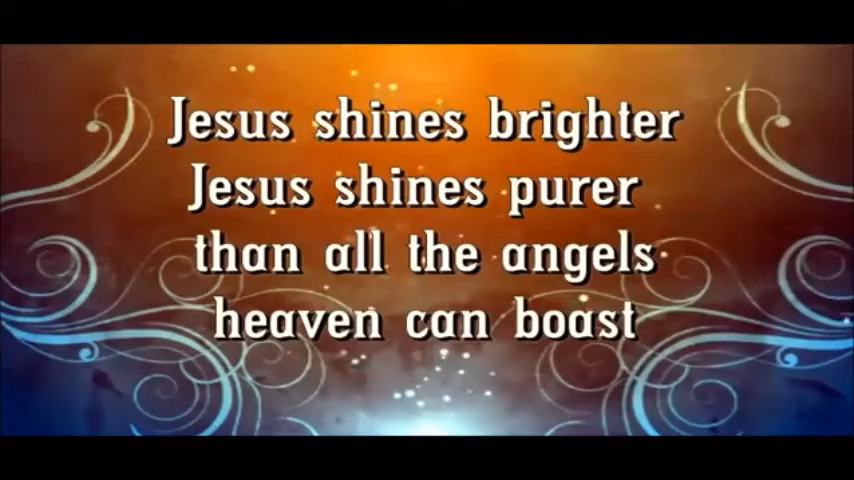 Jesus shines brighter
Jesus shines purer
than all the angels
heaven can boast